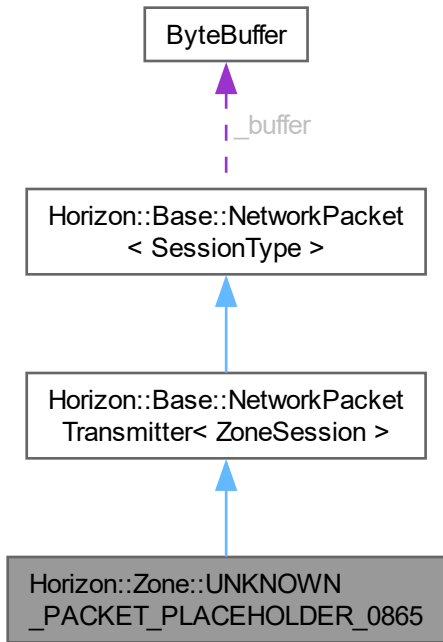 ByteBuffer
_buffer
Horizon::Base::NetworkPacket
< SessionType >
Horizon::Base::NetworkPacket
Transmitter< ZoneSession >
Horizon::Zone::UNKNOWN
_PACKET_PLACEHOLDER_0865